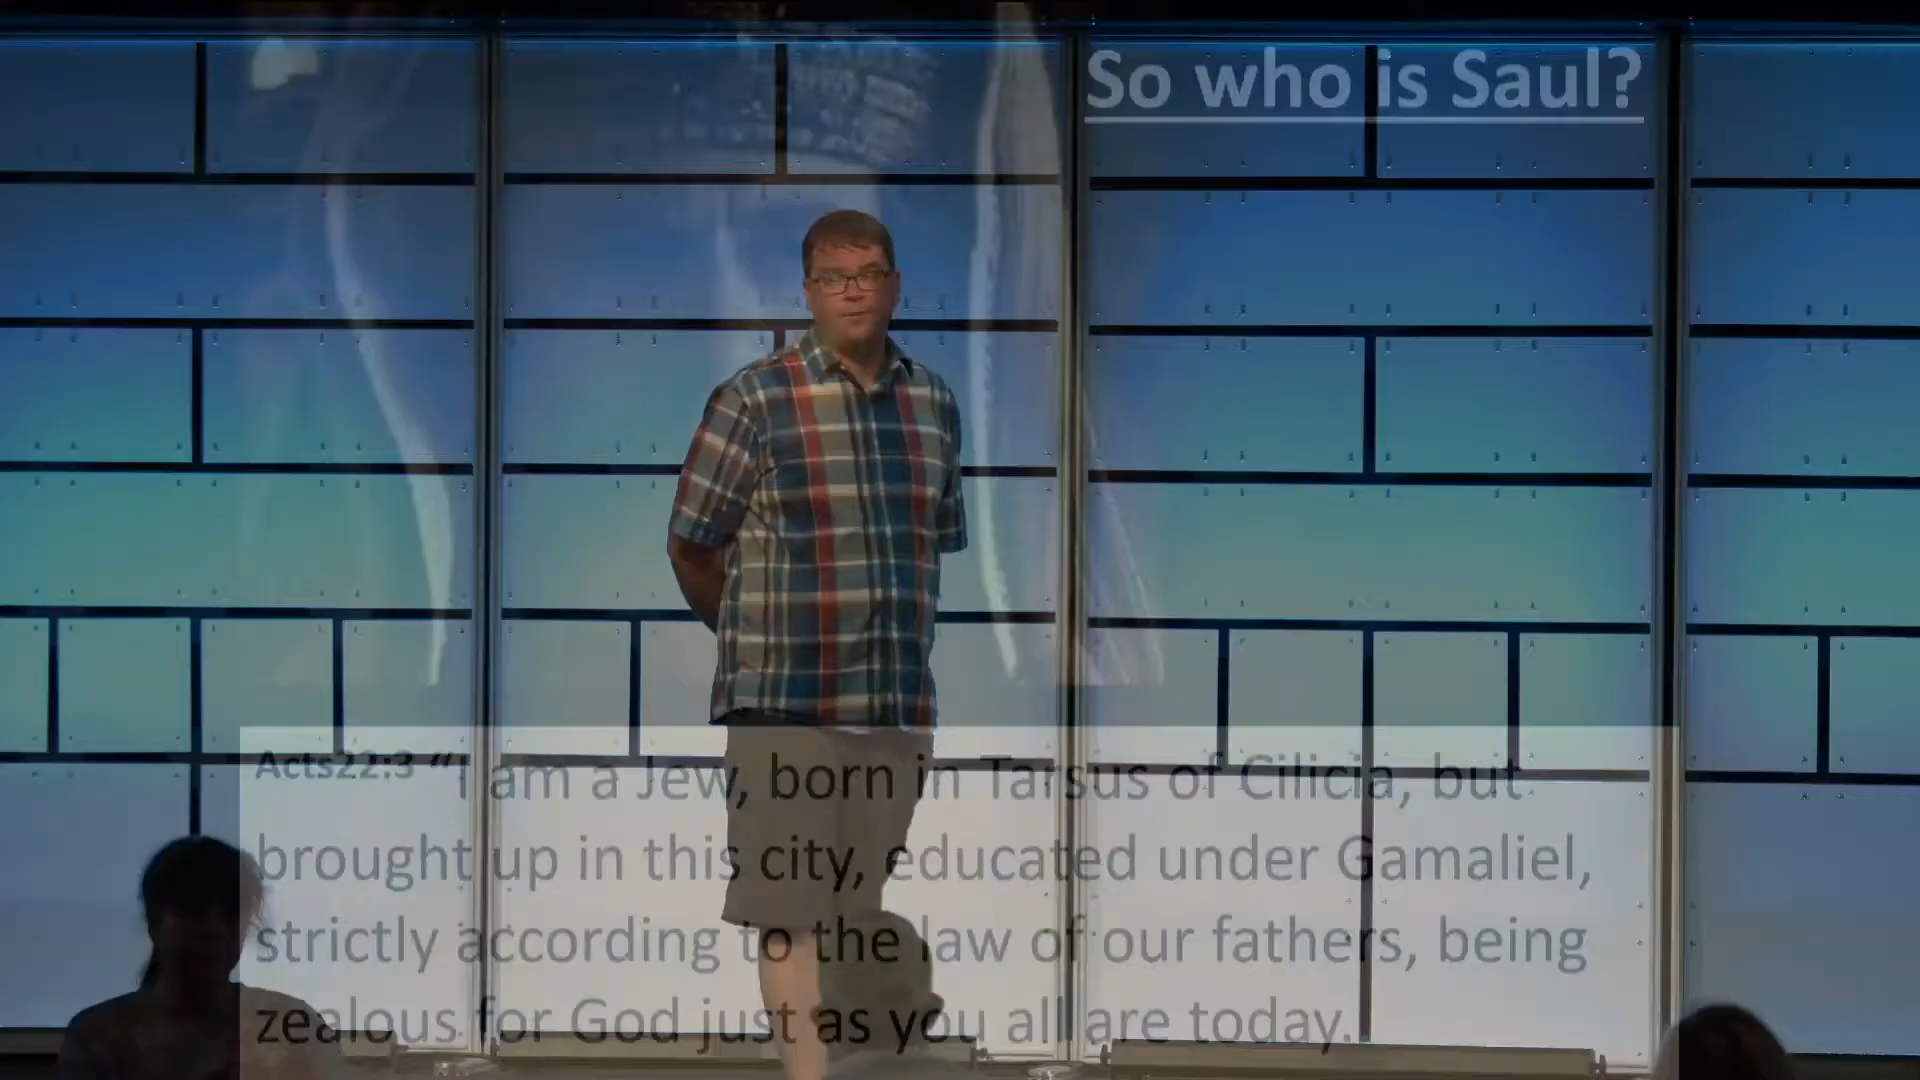 So who is Saul?
Acts22:3 “I am a Jew, born in Tarsus of Cilicia, but
brought up in this city, educated under Gamaliel,
strictly according to the law of our fathers, being
zealous for God just as you all are today.